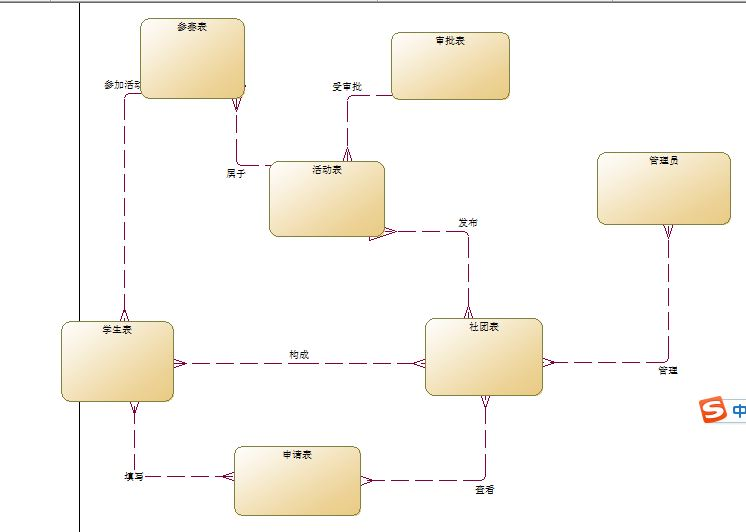 参赛表
审批表
参加活动
受审批
管理员
属于
活动表
发布
学生表
社团表
构成
管理
中
申请表
填写
查看